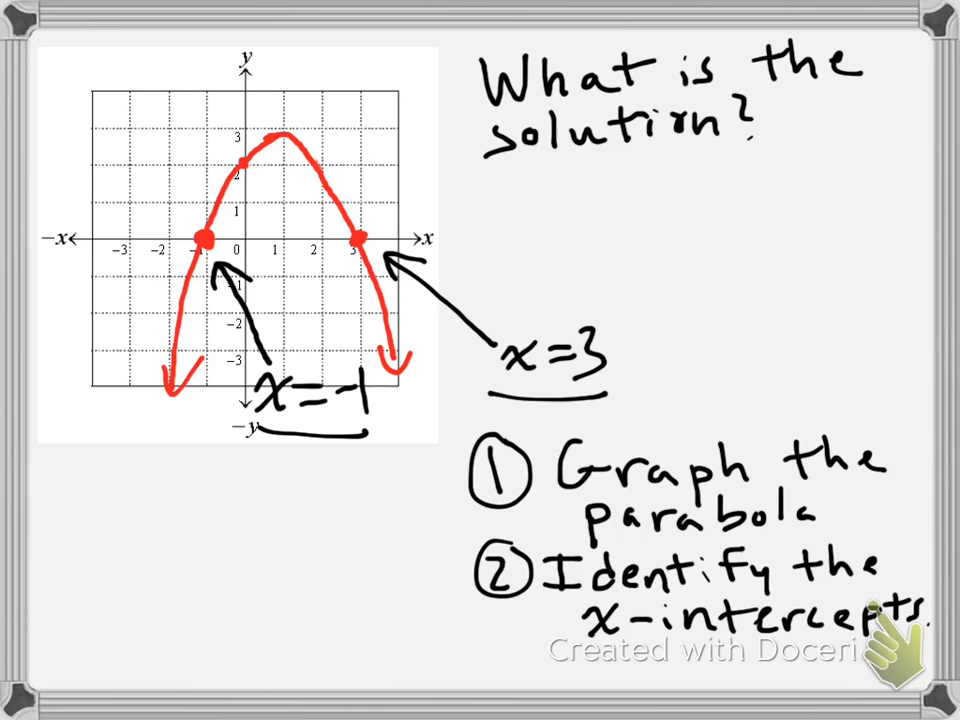 What is the
solution?
y
3
2
1
-x
x
-3 -2 -1 0 1 2 3
-1
-2
-3
-y
x=-1
x=3
① Graph the
parabola
② Identify the
x-intercepts.
Created with Doceri